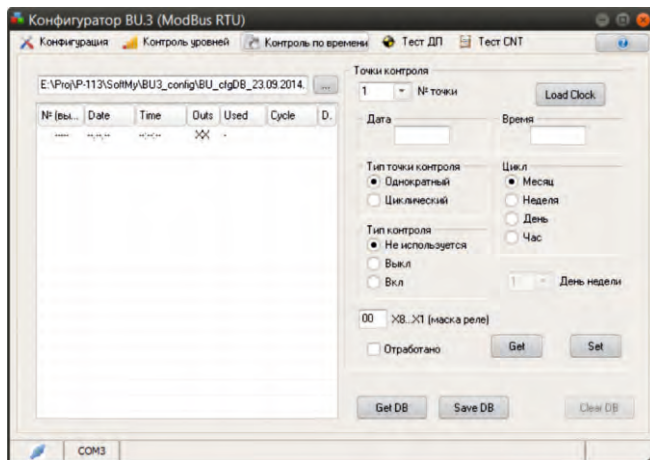 Конфигуратор BU.3 (ModBus RTU)
Конфигурация Контроль уровней Контроль по времени Тест ДП Тест CNT
E:\Proj\P-113\SoftMy\BU3_config\BU_cfgDB_23.09.2014. ...
№ (вы... Date Time Outs Used Cycle D.
----- --.--.-- --:--:-- XX -
Точки контроля
1 № точки
Load Clock
Дата
Время
Тип точки контроля
Однократный
Циклический
Цикл
Месяц
Неделя
День
Час
Тип контроля
Не используется
Выкл
Вкл
1 День недели
00 X8..X1 (маска реле)
Отработано
Get Set
Get DB Save DB Clear DB
COM3